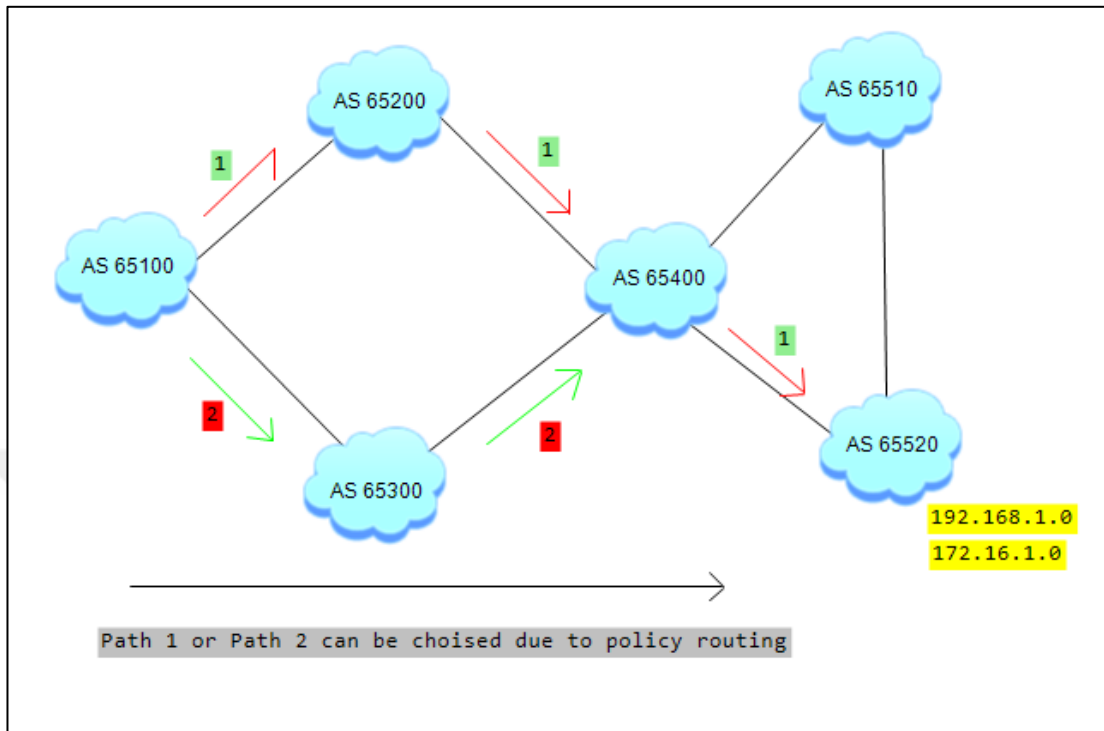 AS 65200
AS 65510
1
1
AS 65100
AS 65400
1
2
2
AS 65300
AS 65520
192.168.1.0
172.16.1.0
Path 1 or Path 2 can be choised due to policy routing